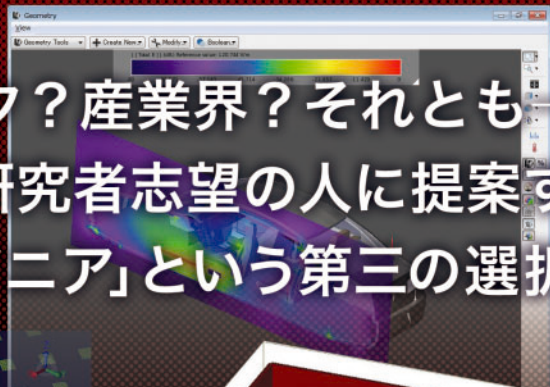 Geometry
View
Geometry Tools
Create New
Modify
Boolean
ク？産業界？それとも
研究者志望の人に提案す
ニア」という第三の選択